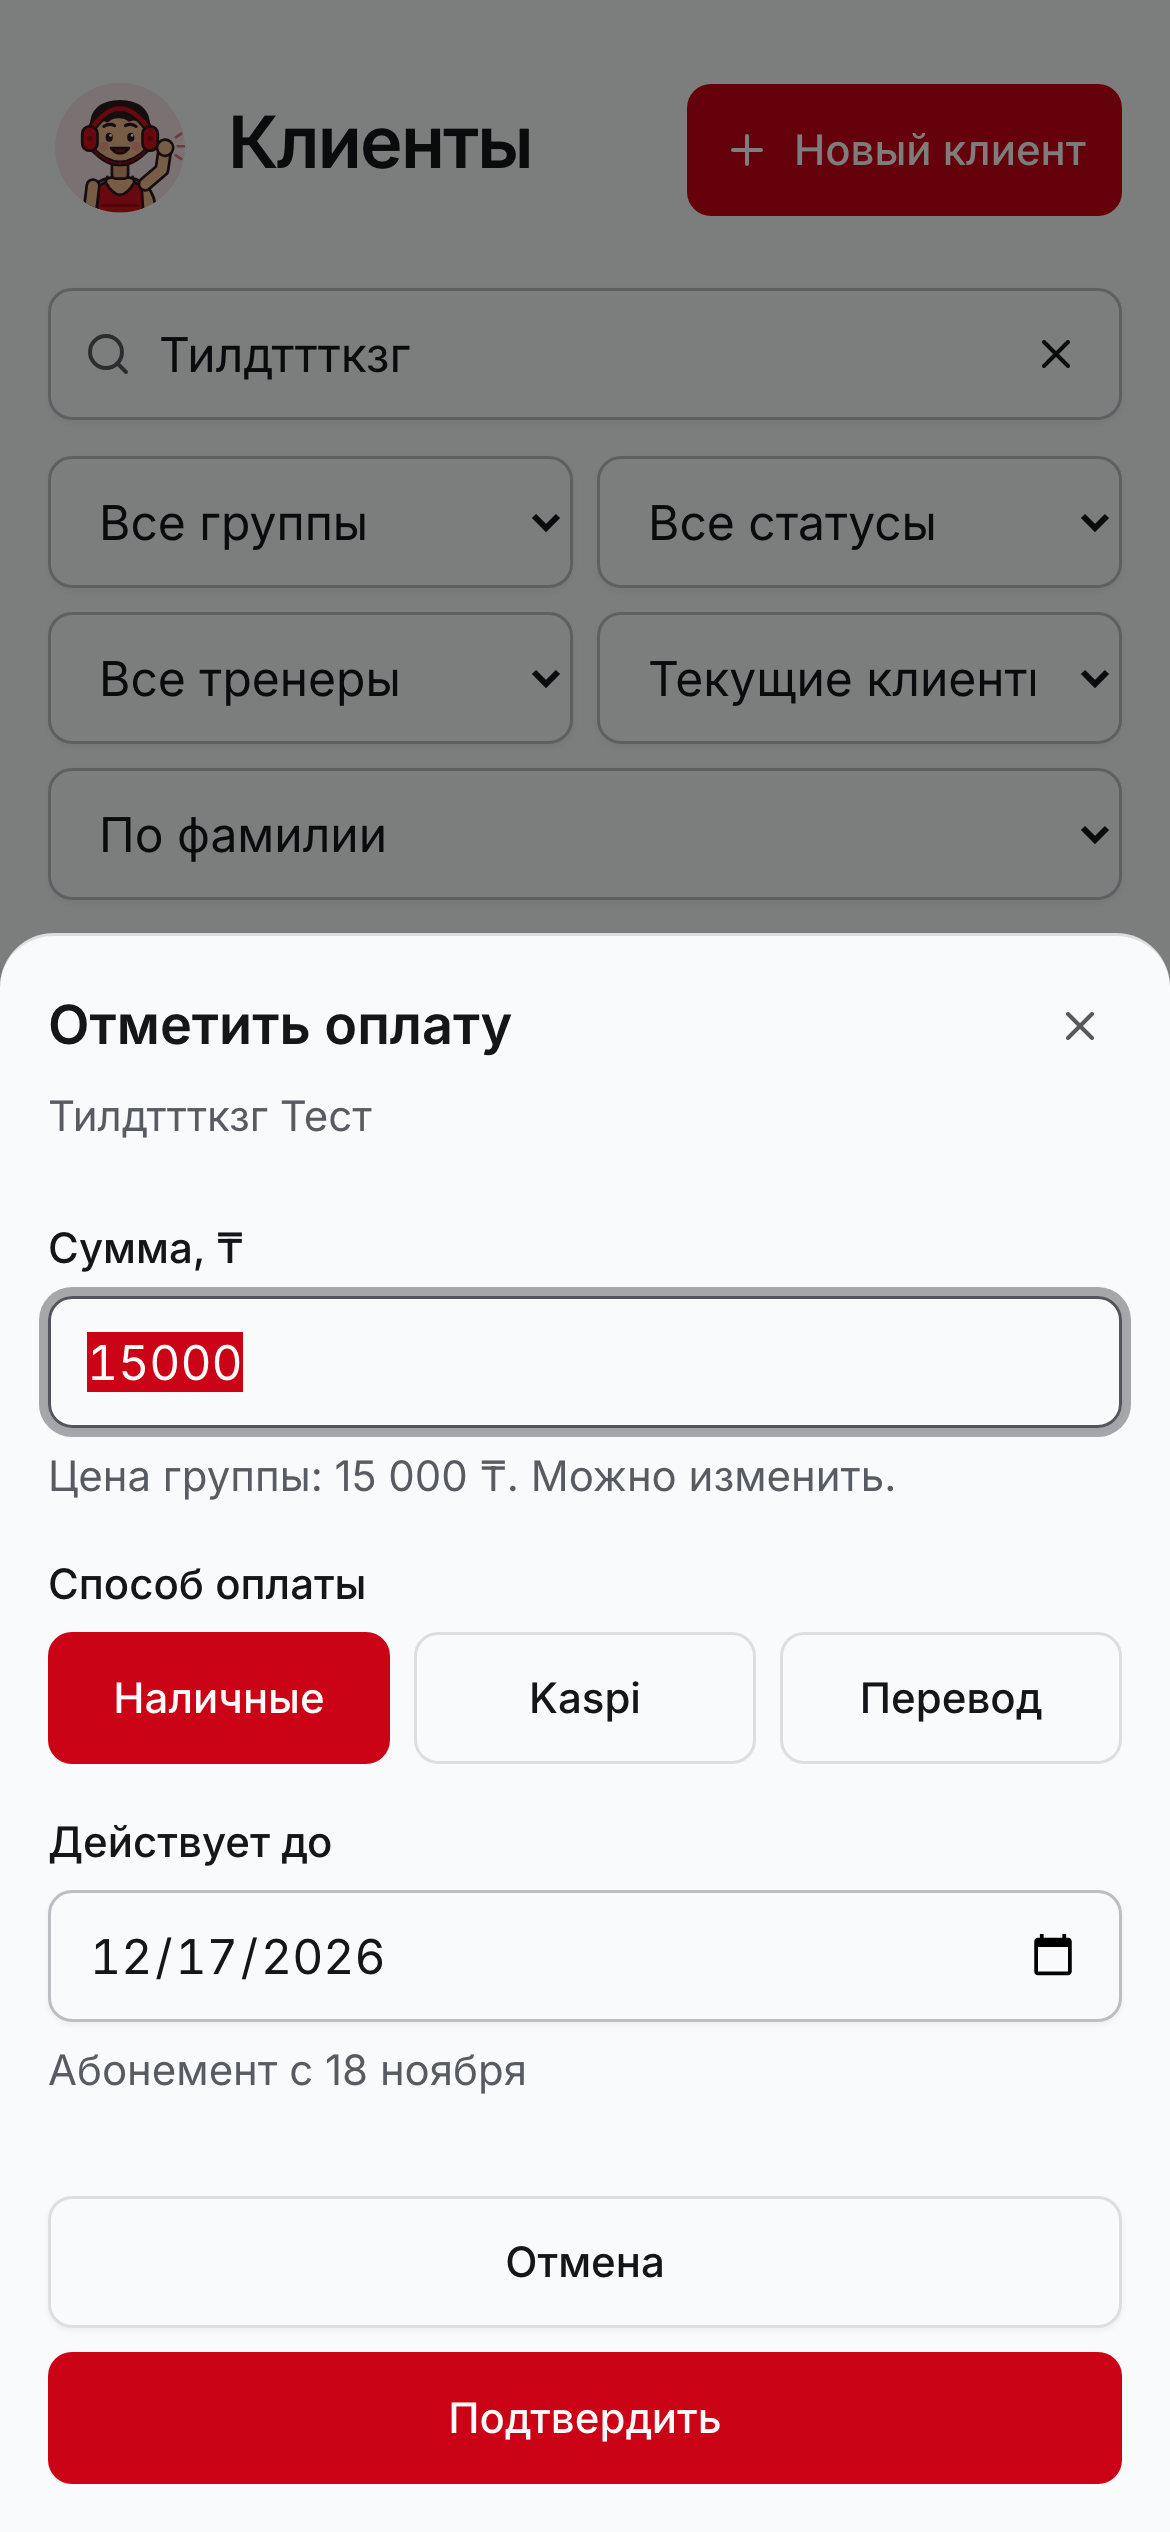 Клиенты
Новый клиент
Тилдттткзг
Все группы
Все статусы
Все тренеры
Текущие клиенты
По фамилии
Отметить оплату
Тилдттткзг Тест
Сумма, ₸
15000
Цена группы: 15 000 ₸. Можно изменить.
Способ оплаты
Наличные
Kaspi
Перевод
Действует до
12/17/2026
Абонемент с 18 ноября
Отмена
Подтвердить